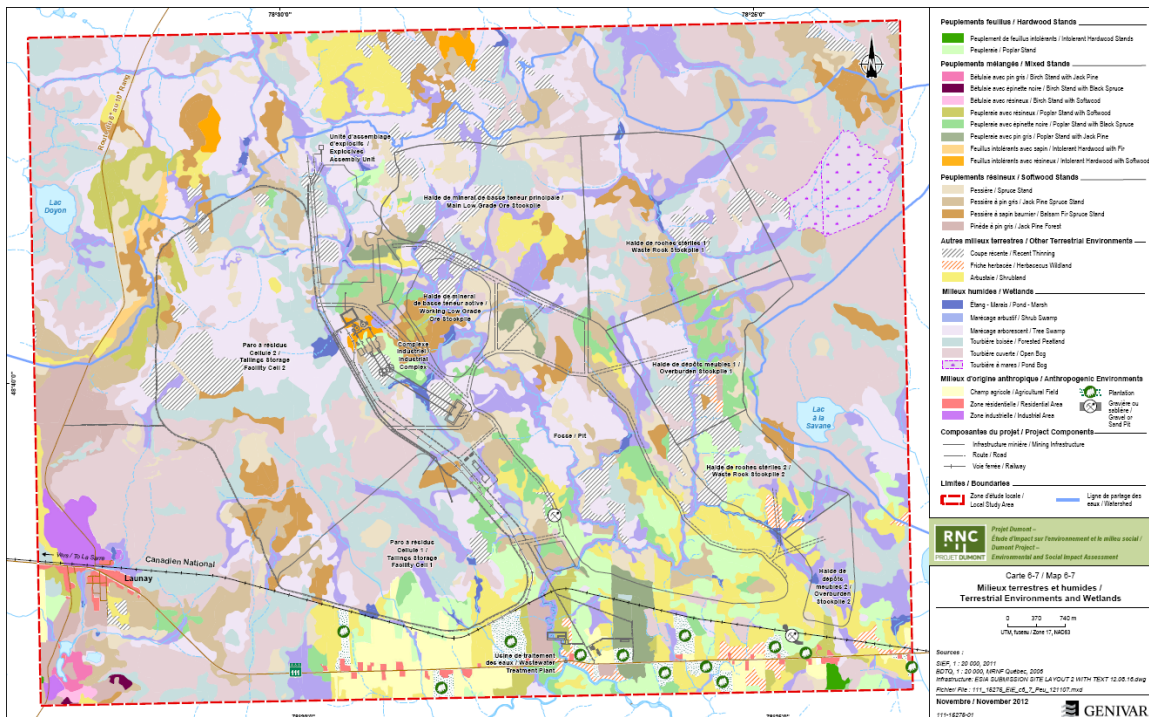 78°30'0"
78°25'0"
Lac
Doyon
Unité d'assemblage
d'explosifs /
Explosives
Assembly Unit
Halde de minerai de basse teneur principale /
Main Low Grade Ore Stockpile
Halde de roches stériles 1 /
Waste Rock Stockpile 1
Halde de minerai
de basse teneur active /
Working Low Grade
Ore Stockpile
Parc à résidus
Cellule 2 /
Tailings Storage
Facility Cell 2
Complexe
industriel /
Industrial
Complex
Halde de dépôts meubles 1 /
Overburden Stockpile 1
Lac
à la
Savane
Fosse / Pit
Halde de roches stériles 2 /
Waste Rock Stockpile 2
Parc à résidus
Cellule 1 /
Tailings Storage
Facility Cell 1
Halde de
dépôts
meubles 2 /
Overburden
Stockpile 2
Vers / To La Sarre
Canadien National
Launay
Usine de traitement
des eaux / Wastewater
Treatment Plant
Peuplements feuillus / Hardwood Stands
Peuplement de feuillus intolérants / Intolerant Hardwood Stands
Peupleraie / Poplar Stand
Peuplements mélangés / Mixed Stands
Bétulaie avec pin gris / Birch Stand with Jack Pine
Bétulaie avec épinette noire / Birch Stand with Black Spruce
Bétulaie avec résineux / Birch Stand with Softwood
Peupleraie avec résineux / Poplar Stand with Softwood
Peupleraie avec épinette noire / Poplar Stand with Black Spruce
Peupleraie avec pin gris / Poplar Stand with Jack Pine
Feuillus intolérants avec sapin / Intolerant Hardwood with Fir
Feuillus intolérants avec résineux / Intolerant Hardwood with Softwood
Peuplements résineux / Softwood Stands
Pessière / Spruce Stand
Pessière à pin gris / Jack Pine Spruce Stand
Pessière à sapin baumier / Balsam Fir Spruce Stand
Pinède à pin gris / Jack Pine Forest
Autres milieux terrestres / Other Terrestrial Environments
Coupe récente / Recent Thinning
Friche herbacée / Herbaceous Wildland
Arbustaie / Shrubland
Milieux humides / Wetlands
Étang - Marais / Pond - Marsh
Marécage arbustif / Shrub Swamp
Marécage arborescent / Tree Swamp
Tourbière boisée / Forested Peatland
Tourbière ouverte / Open Bog
Tourbière à mares / Pond Bog
Milieux d'origine anthropique / Anthropogenic Environments
Champ agricole / Agricultural Field
Zone résidentielle / Residential Area
Zone industrielle / Industrial Area
Plantation
Gravière ou
sablière /
Gravel or
Sand Pit
Composantes du projet / Project Components
Infrastructure minière / Mining Infrastructure
Route / Road
Voie ferrée / Railway
Limites / Boundaries
Zone d'étude locale /
Local Study Area
Ligne de partage des
eaux / Watershed
RNC
PROJET DUMONT
Projet Dumont –
Étude d'impact sur l'environnement et le milieu social /
Dumont Project –
Environmental and Social Impact Assessment
Carte 6-7 / Map 6-7
Milieux terrestres et humides /
Terrestrial Environments and Wetlands
0 370 740 m
UTM, fuseau / Zone 17, NAD83
Sources :
SIEF, 1 : 20 000, 2011
BDTQ, 1 : 20 000, MRNF Québec, 2006
Infrastructure: ESIA SUBMISSION SITE LAYOUT 2 WITH TEXT 12.08.16.dwg
Fichier/ File : 111_15275_EIE_c6_7_Peu_121107.mxd
Novembre / November 2012
111-15275-01
GENIVAR